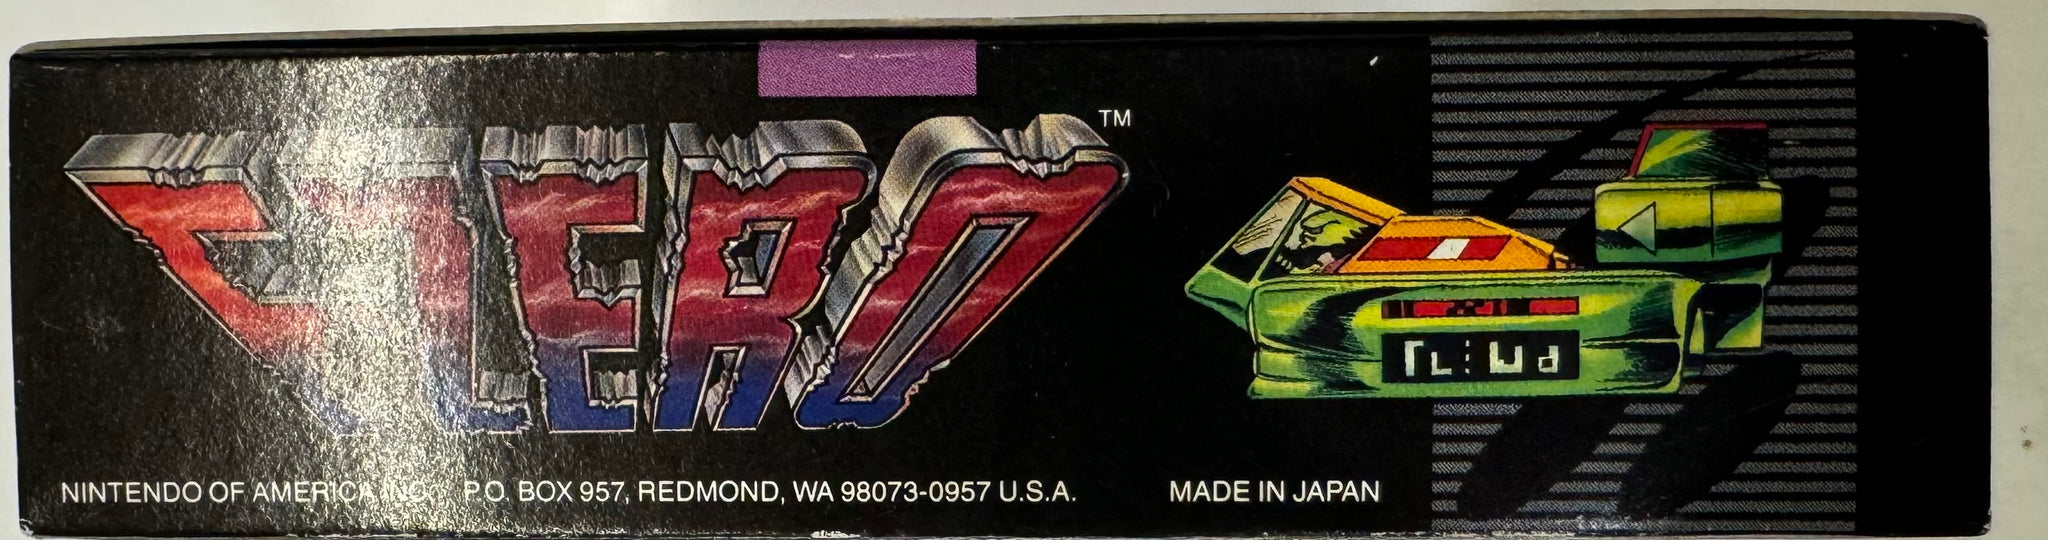 F-ZERO™
NINTENDO OF AMERICA INC. P.O. BOX 957, REDMOND, WA 98073-0957 U.S.A.
MADE IN JAPAN